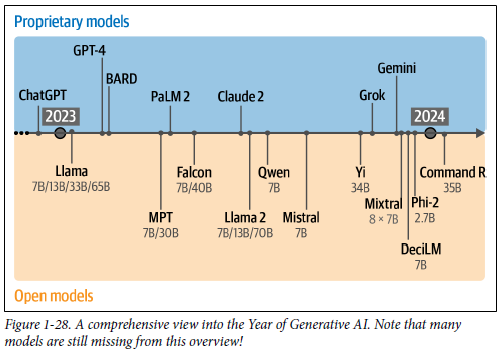 Proprietary models
GPT-4
BARD
Gemini
ChatGPT
PaLM 2
Claude 2
Grok
2023
2024
Llama
7B/13B/33B/65B
Falcon
7B/40B
Qwen
7B
Yi
34B
Command R
35B
MPT
7B/30B
Llama 2
7B/13B/70B
Mistral
7B
Mixtral
8 × 7B
Phi-2
2.7B
DeciLM
7B
Open models
Figure 1-28. A comprehensive view into the Year of Generative AI. Note that many
models are still missing from this overview!